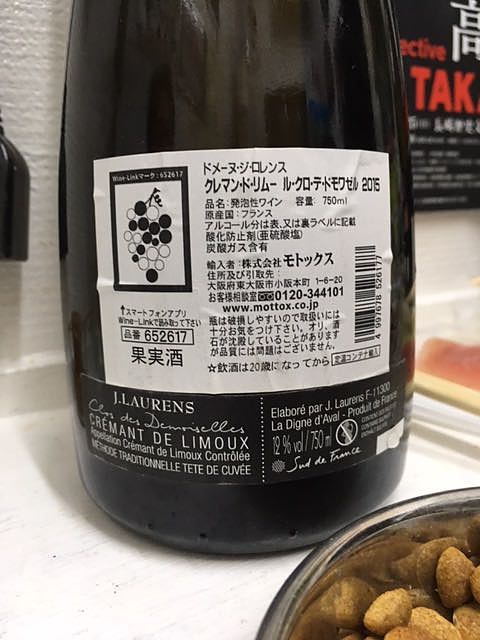 高
ective
TAKA
Wine-Linkマーク:652617
ドメーヌ・ジ・ロレンス
クレマン・ド・リムー ル・クロ・デ・ドモワゼル 2015
品名:発泡性ワイン 容量: 750ml
原産国:フランス
アルコール分は表、又は裏ラベルに記載
酸化防止剤(亜硫酸塩)
炭酸ガス含有
輸入者:株式会社モトックス
住所及び引取先:
大阪府東大阪市小阪本町 1-6-20
お客様相談室 0120-344101
www.mottox.co.jp
瓶は破損しやすいので取扱いには
十分お気をつけ下さい。オリ、酒
石が沈殿していることがあります
が品質には問題はございません。
☆飲酒は20歳になってから 定温コンテナ輸入
↑スマートフォンアプリ
Wine-Linkで読み取って下さい
品番 652617
果実酒
4997678 526177
J.LAURENS
Clos des Demoiselles
CRÉMANT DE LIMOUX
Appellation Crémant de Limoux Contrôlée
MÉTHODE TRADITIONNELLE TETE DE CUVÉE
Elaboré par J. Laurens F-11300
La Digne d'Aval - Produit de France
12 % vol / 750 ml
Sud de France